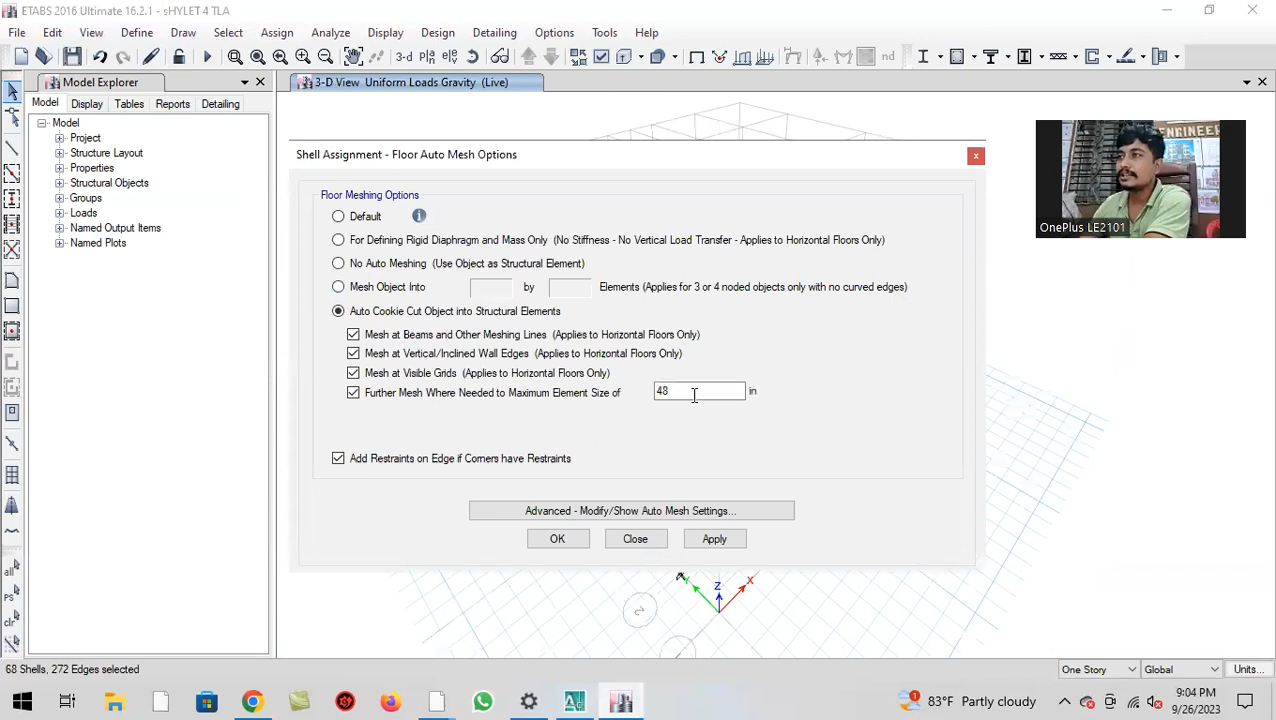 ETABS 2016 Ultimate 16.2.1 - sHYLET 4 TLA
File Edit View Define Draw Select Assign Analyze Display Design Detailing Options Tools Help
3-d nd
Model Explorer
3-D View Uniform Loads Gravity (Live)
Model Display Tables Reports Detailing
Model
Project
Structure Layout
Properties
Structural Objects
Groups
Loads
Named Output Items
Named Plots
Shell Assignment - Floor Auto Mesh Options
Floor Meshing Options
Default
For Defining Rigid Diaphragm and Mass Only (No Stiffness - No Vertical Load Transfer - Applies to Horizontal Floors Only)
No Auto Meshing (Use Object as Structural Element)
Mesh Object Into by Elements (Applies for 3 or 4 noded objects only with no curved edges)
Auto Cookie Cut Object into Structural Elements
Mesh at Beams and Other Meshing Lines (Applies to Horizontal Floors Only)
Mesh at Vertical/Inclined Wall Edges (Applies to Horizontal Floors Only)
Mesh at Visible Grids (Applies to Horizontal Floors Only)
Further Mesh Where Needed to Maximum Element Size of 48 in
Add Restraints on Edge if Corners have Restraints
Advanced - Modify/Show Auto Mesh Settings...
OK Close Apply
ENGINEER
OnePlus LE2101
Z X
all
PS
clr
68 Shells, 272 Edges selected
One Story Global Units...
83°F Partly cloudy
9:04 PM
9/26/2023